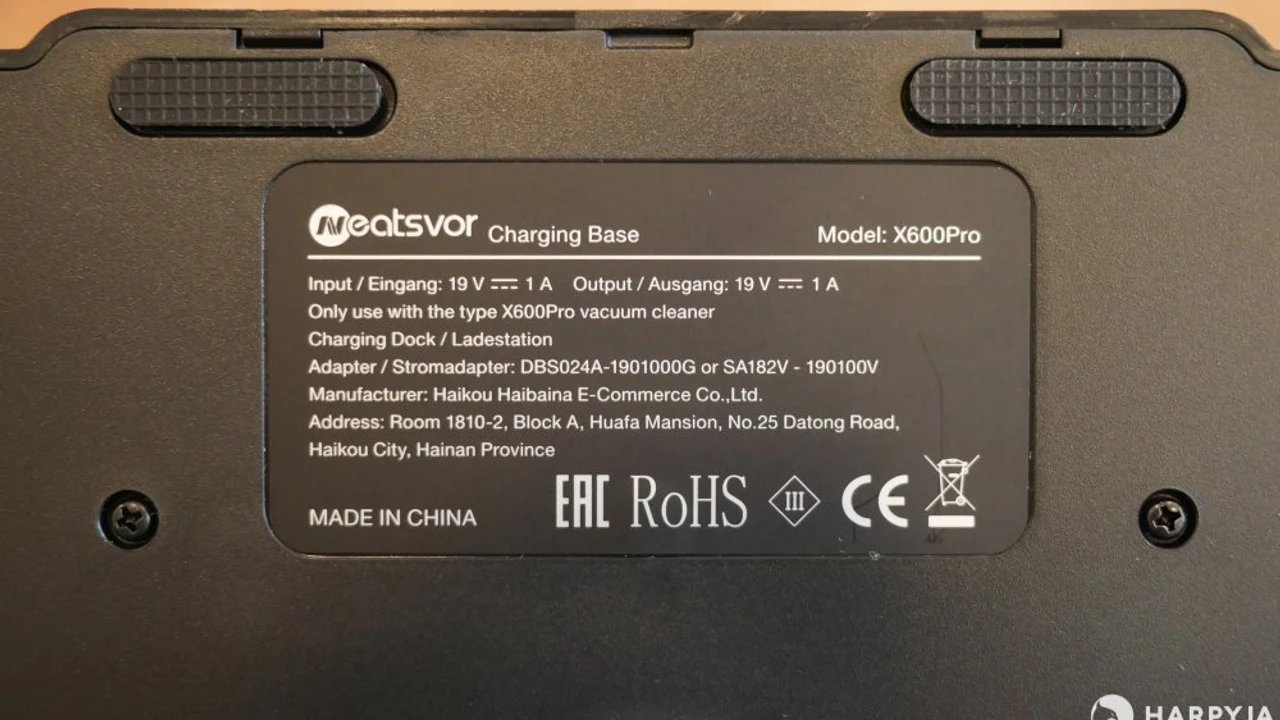 Neatsvor Charging Base Model: X600Pro
Input / Eingang: 19 V ⎓ 1 A Output / Ausgang: 19 V ⎓ 1 A
Only use with the type X600Pro vacuum cleaner
Charging Dock / Ladestation
Adapter / Stromadapter: DBS024A-1901000G or SA182V - 190100V
Manufacturer: Haikou Haibaina E-Commerce Co.,Ltd.
Address: Room 1810-2, Block A, Huafa Mansion, No.25 Datong Road,
Haikou City, Hainan Province
MADE IN CHINA EAC RoHS III CE